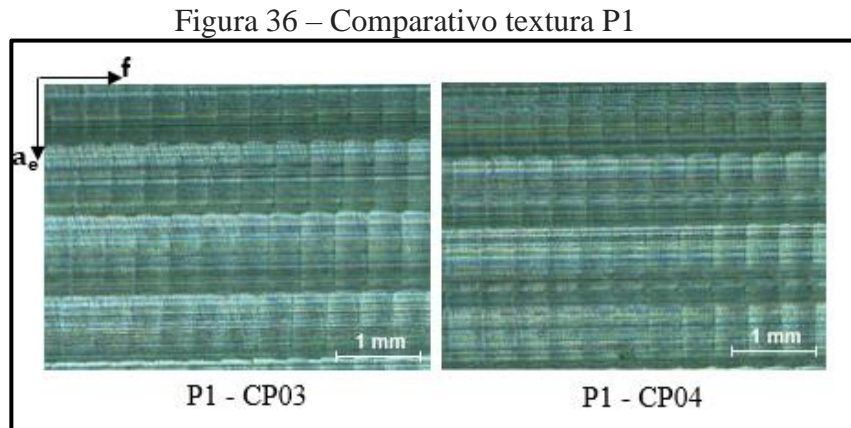 Figura 36 – Comparativo textura P1
f
ae
1 mm
1 mm
P1 - CP03
P1 - CP04